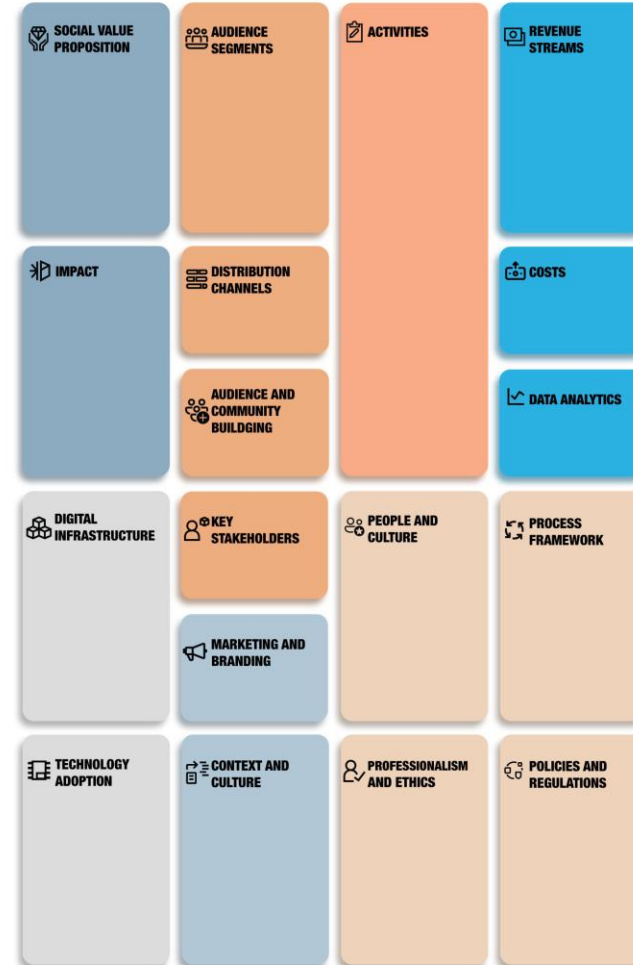 SOCIAL VALUE
PROPOSITION
AUDIENCE
SEGMENTS
ACTIVITIES
REVENUE
STREAMS
IMPACT
DISTRIBUTION
CHANNELS
COSTS
AUDIENCE AND
COMMUNITY
BUILDGING
DATA ANALYTICS
DIGITAL
INFRASTRUCTURE
KEY
STAKEHOLDERS
PEOPLE AND
CULTURE
PROCESS
FRAMEWORK
MARKETING AND
BRANDING
TECHNOLOGY
ADOPTION
CONTEXT AND
CULTURE
PROFESSIONALISM
AND ETHICS
POLICIES AND
REGULATIONS